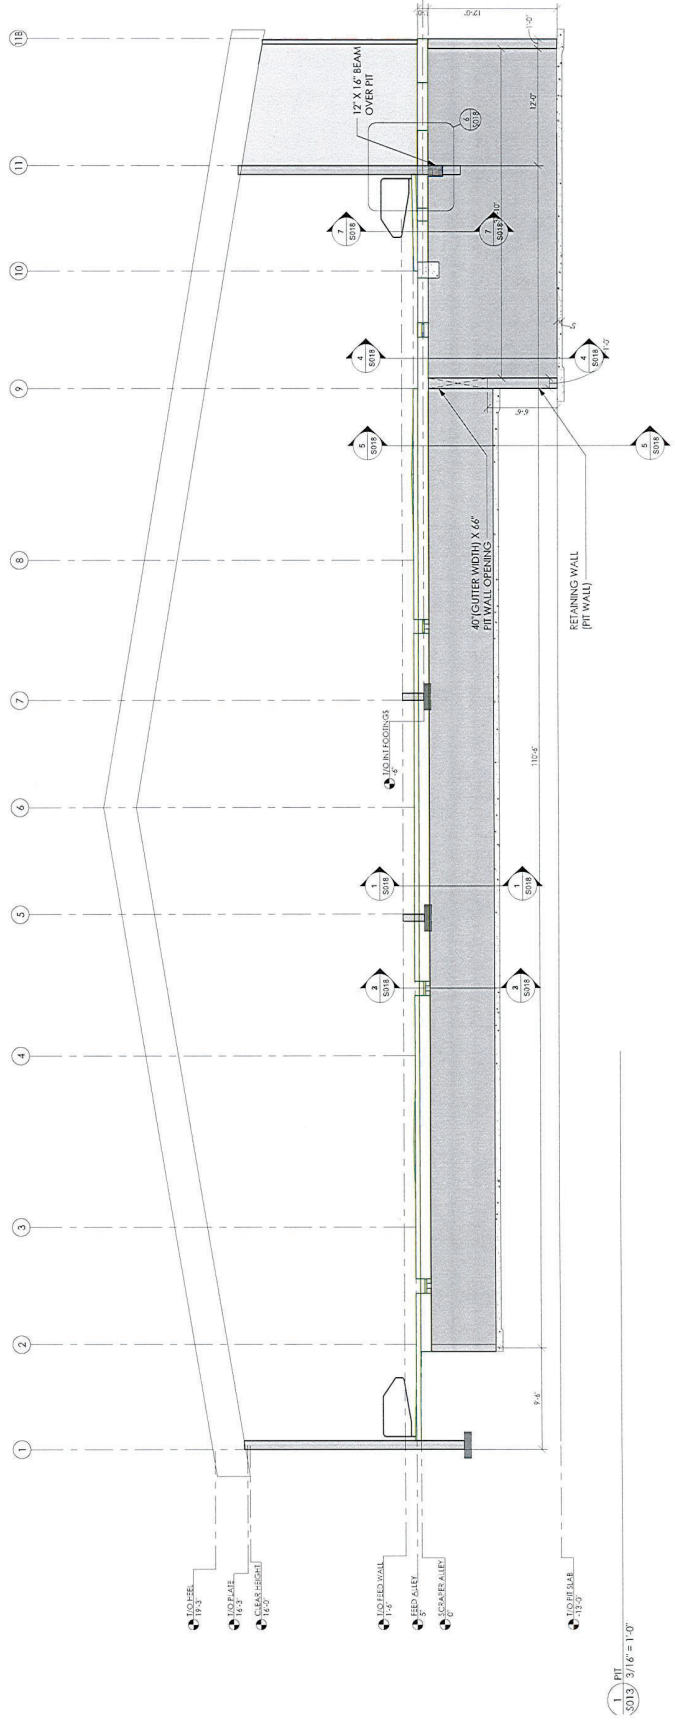 1
2
3
4
5
6
7
8
9
10
11
11B
12" X 16" BEAM
OVER PIT
6
S018
7
S018
7
S018
4
S018
4
S018
5
S018
5
S018
12'-0"
1'-0"
12'-0"
5"
1'-0"
6'-6"
40"(GUTTER WIDTH) X 66"
PIT WALL OPENING
RETAINING WALL
(PIT WALL)
T/O INT FOOTINGS
-6"
1
S018
1
S018
S018
S018
110'-6"
9'-6"
T/O HEEL
19'-3"
T/O PLATE
16'-3"
CLEAR HEIGHT
16'-0"
T/O FEED WALL
1'-6"
FEED ALLEY
5"
SCRAPER ALLEY
0"
T/O PIT SLAB
-13'-0"
1
S013
PIT
3/16" = 1'-0"